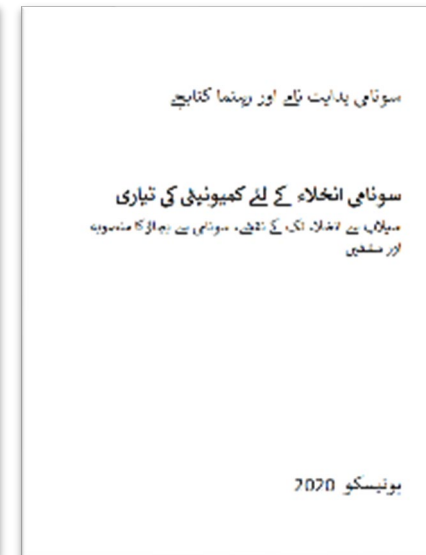 سونامی ہدایت نامے اور رہنما کتابچے
سونامی انخلاء کے لئے کمیونیٹی کی تیاری
سیلاب سے انخلاء تک کے نقشے، سونامی سے بچاؤ کا منصوبہ
اور مشقیں
یونیسکو 2020